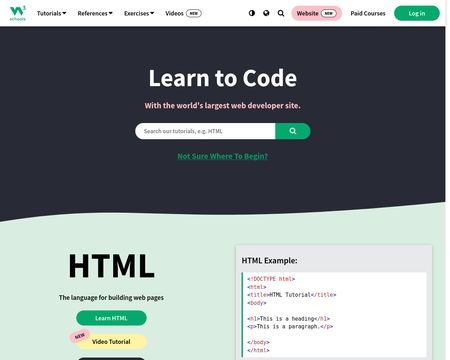 W3
schools
Tutorials
References
Exercises
Videos NEW
Website NEW
Paid Courses
Log in
Learn to Code
With the world's largest web developer site.
Search our tutorials, e.g. HTML
Not Sure Where To Begin?
HTML
The language for building web pages
Learn HTML
NEW
Video Tutorial
HTML Example:
<!DOCTYPE html>
<html>
<title>HTML Tutorial</title>
<body>
<h1>This is a heading</h1>
<p>This is a paragraph.</p>
</body>
</html>